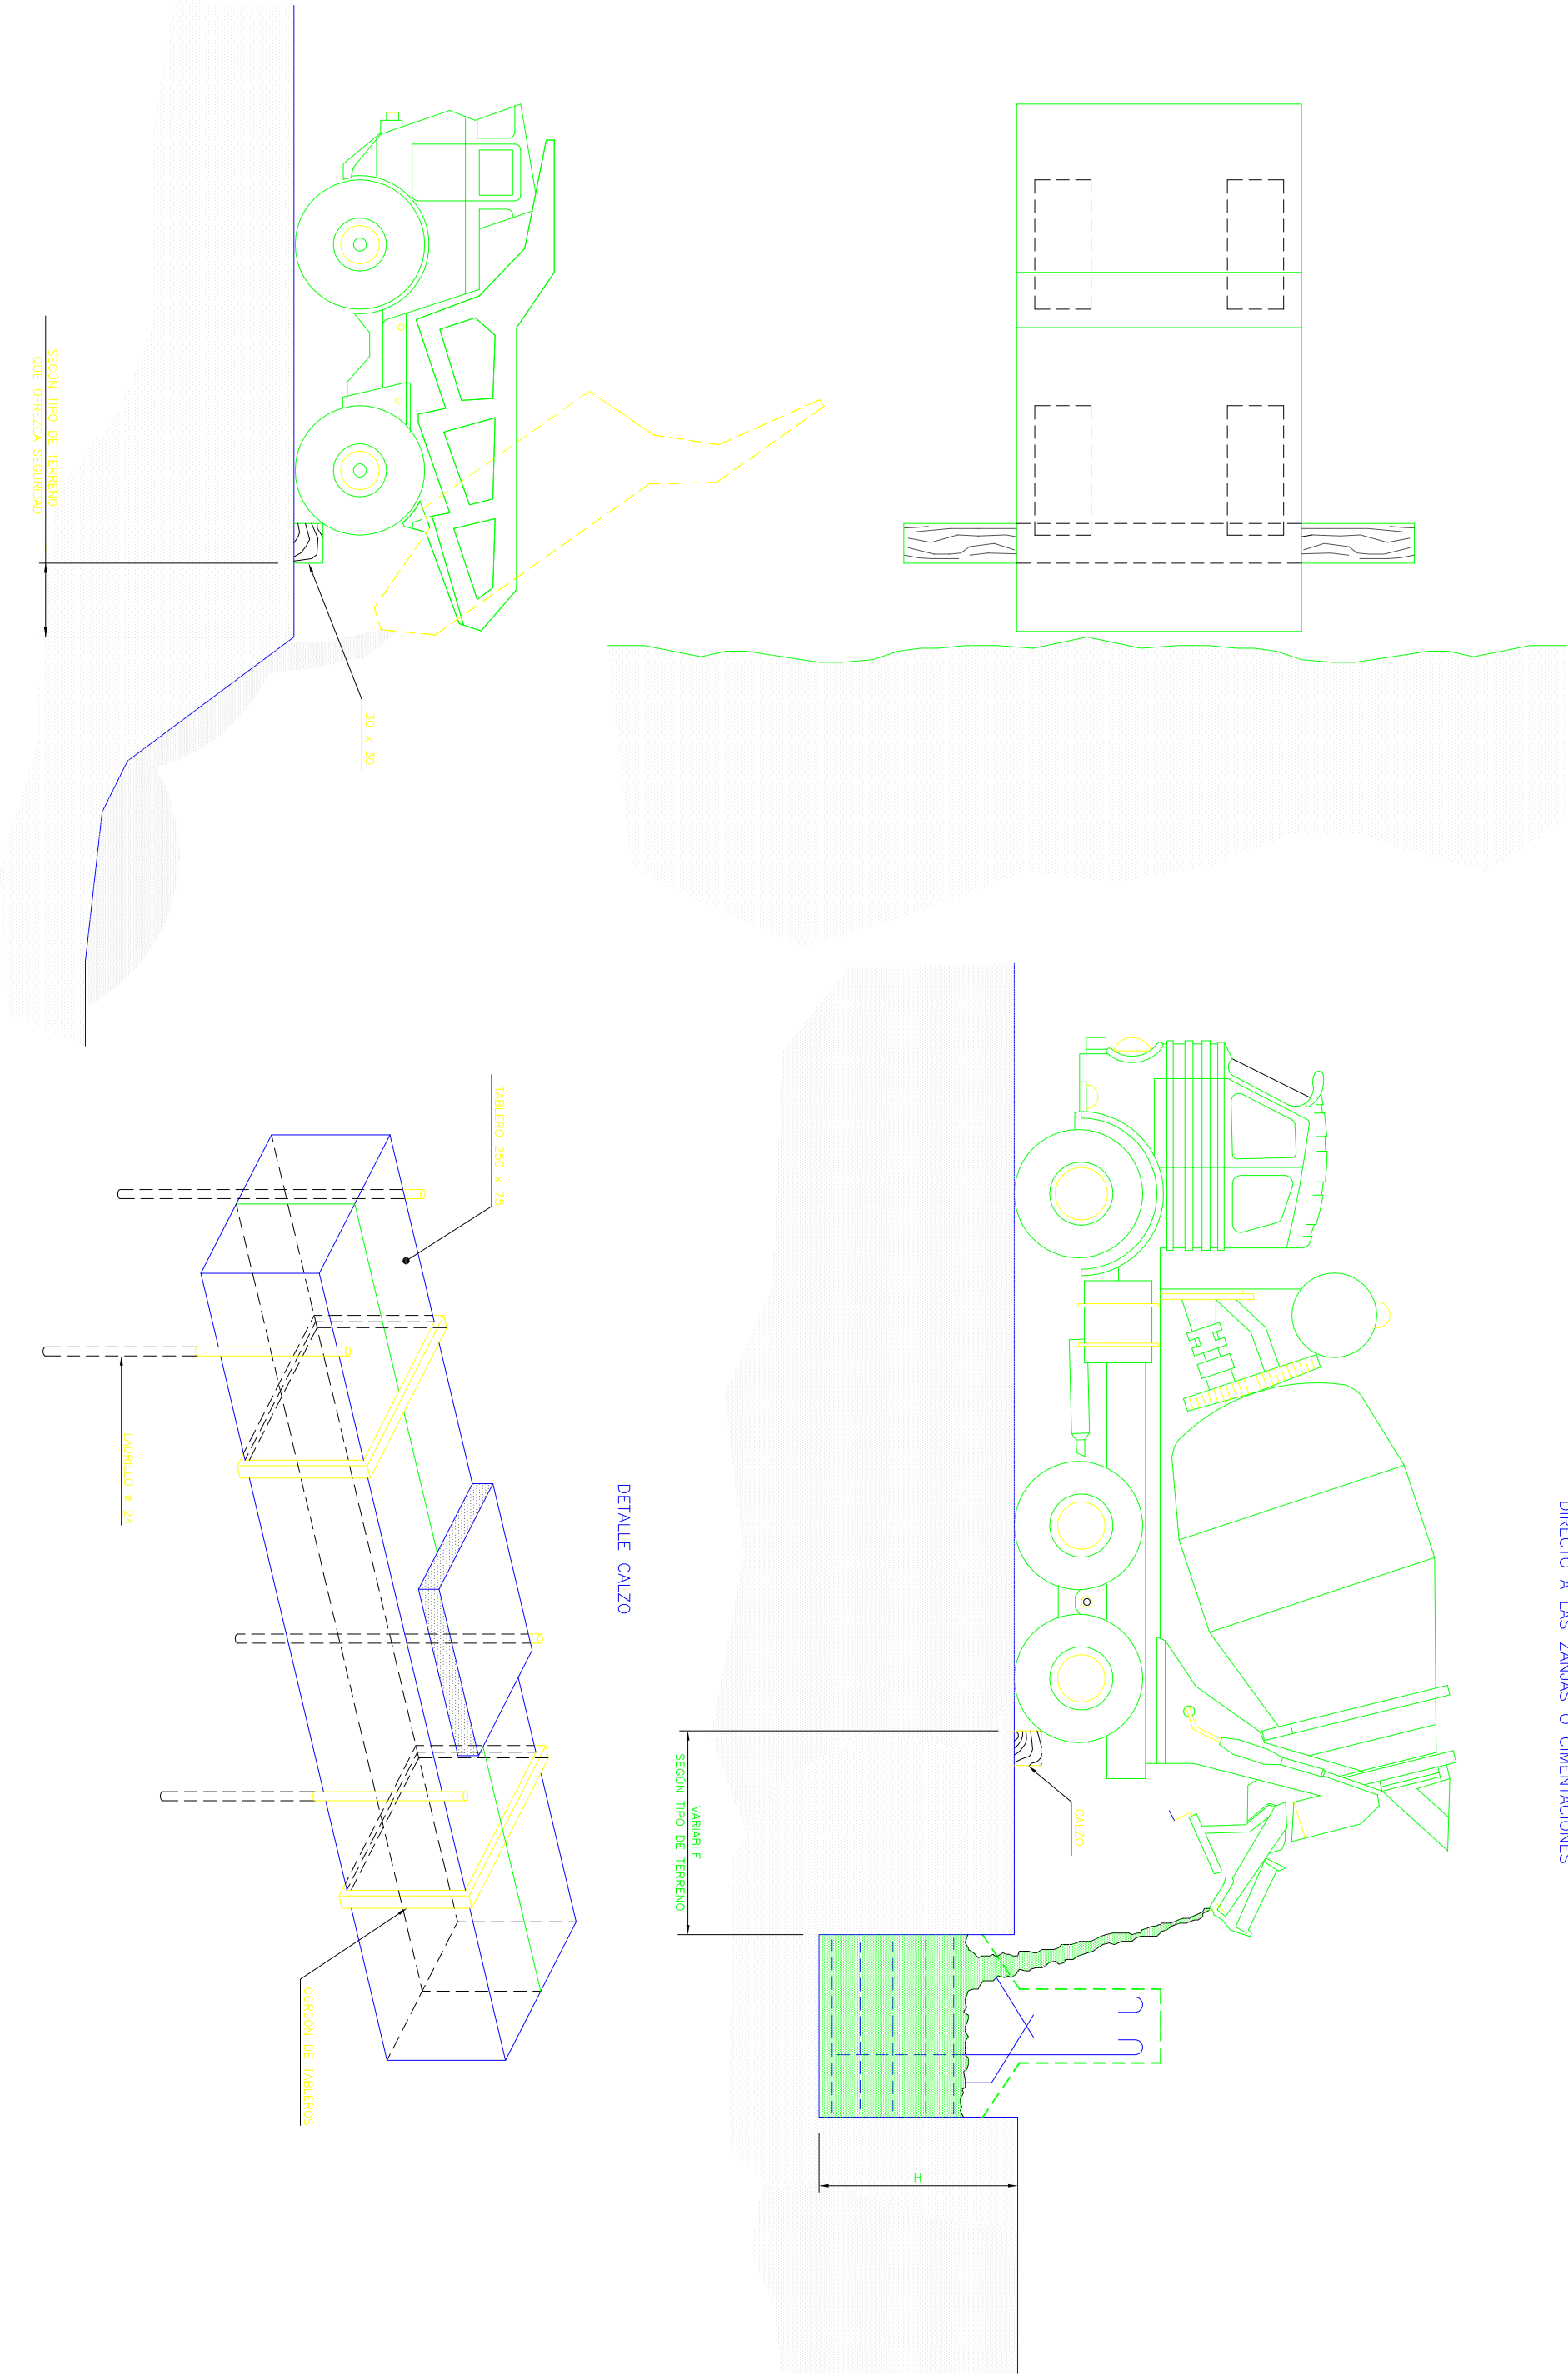 DIRECTO A LAS ZANJAS O CIMENTACIONES
30 x 30
SEGÚN TIPO DE TERRENO
QUE OFREZCA SEGURIDAD
CALZO
VARIABLE
SEGÚN TIPO DE TERRENO
H
DETALLE CALZO
TABLERO 250 x 75
LADRILLO ø 24
CORDÓN DE TABLEROS